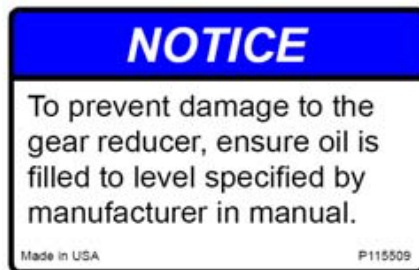 NOTICE
To prevent damage to the
gear reducer, ensure oil is
filled to level specified by
manufacturer in manual.
Made in USA P115509